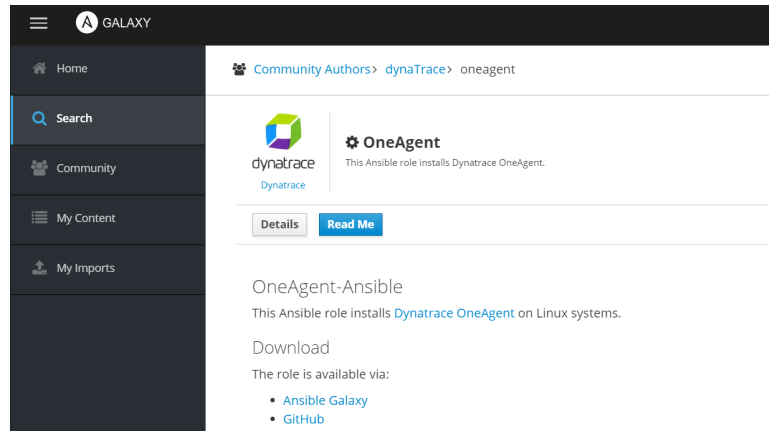 A GALAXY
Home
Search
Community
My Content
My Imports
Community Authors> dynaTrace> oneagent
dynatrace
Dynatrace
OneAgent
This Ansible role installs Dynatrace OneAgent.
Details
Read Me
OneAgent-Ansible
This Ansible role installs Dynatrace OneAgent on Linux systems.
Download
The role is available via:
• Ansible Galaxy
• GitHub